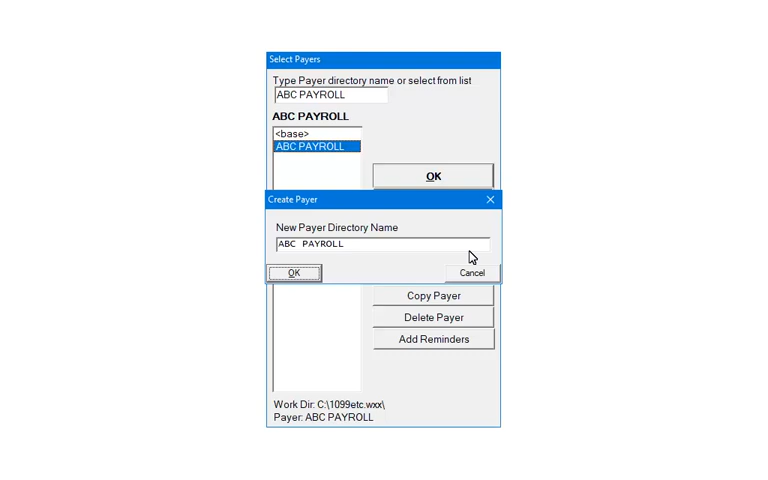 Select Payers
Type Payer directory name or select from list
ABC PAYROLL
ABC PAYROLL
<base>
ABC PAYROLL
OK
Create Payer
New Payer Directory Name
ABC PAYROLL
OK
Cancel
Copy Payer
Delete Payer
Add Reminders
Work Dir: C:\1099etc.wxx\
Payer: ABC PAYROLL